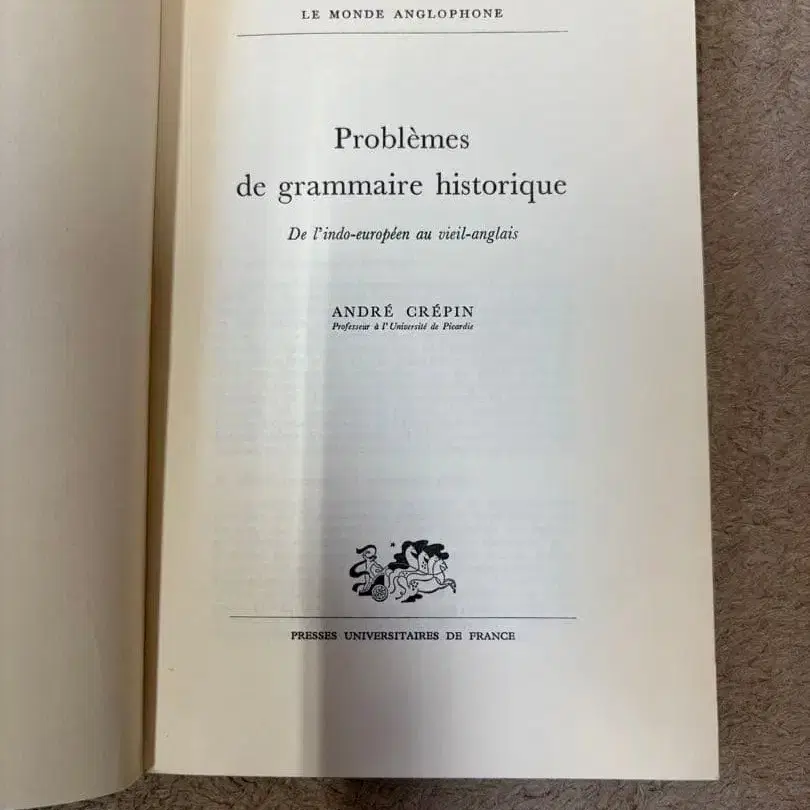 LE MONDE ANGLOPHONE
Problèmes
de grammaire historique
De l'indo-européen au vieil-anglais
ANDRÉ CRÉPIN
Professeur à l'Université de Picardie
PRESSES UNIVERSITAIRES DE FRANCE